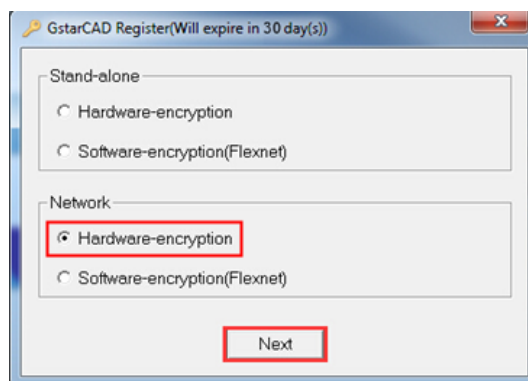 GstarCAD Register(Will expire in 30 day(s))
Stand-alone
Hardware-encryption
Software-encryption(Flexnet)
Network
Hardware-encryption
Software-encryption(Flexnet)
Next